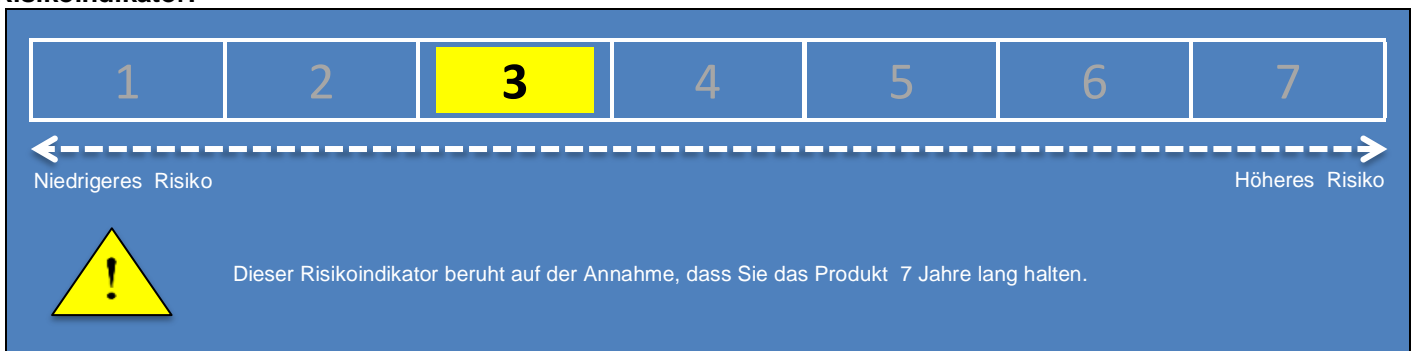 1 2 3 4 5 6 7
Niedrigeres Risiko Höheres Risiko
! Dieser Risikoindikator beruht auf der Annahme, dass Sie das Produkt 7 Jahre lang halten.